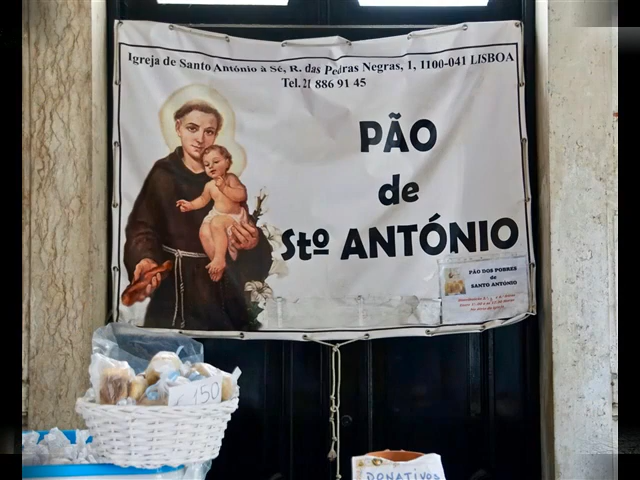 Igreja de Santo António à Sé, R. das Pedras Negras, 1, 1100-041 LISBOA
Tel. 21 886 91 45
PÃO
de
Stº ANTÓNIO
PÃO DOS POBRES
de
SANTO ANTÓNIO
€ 1,50
DONATIVOS